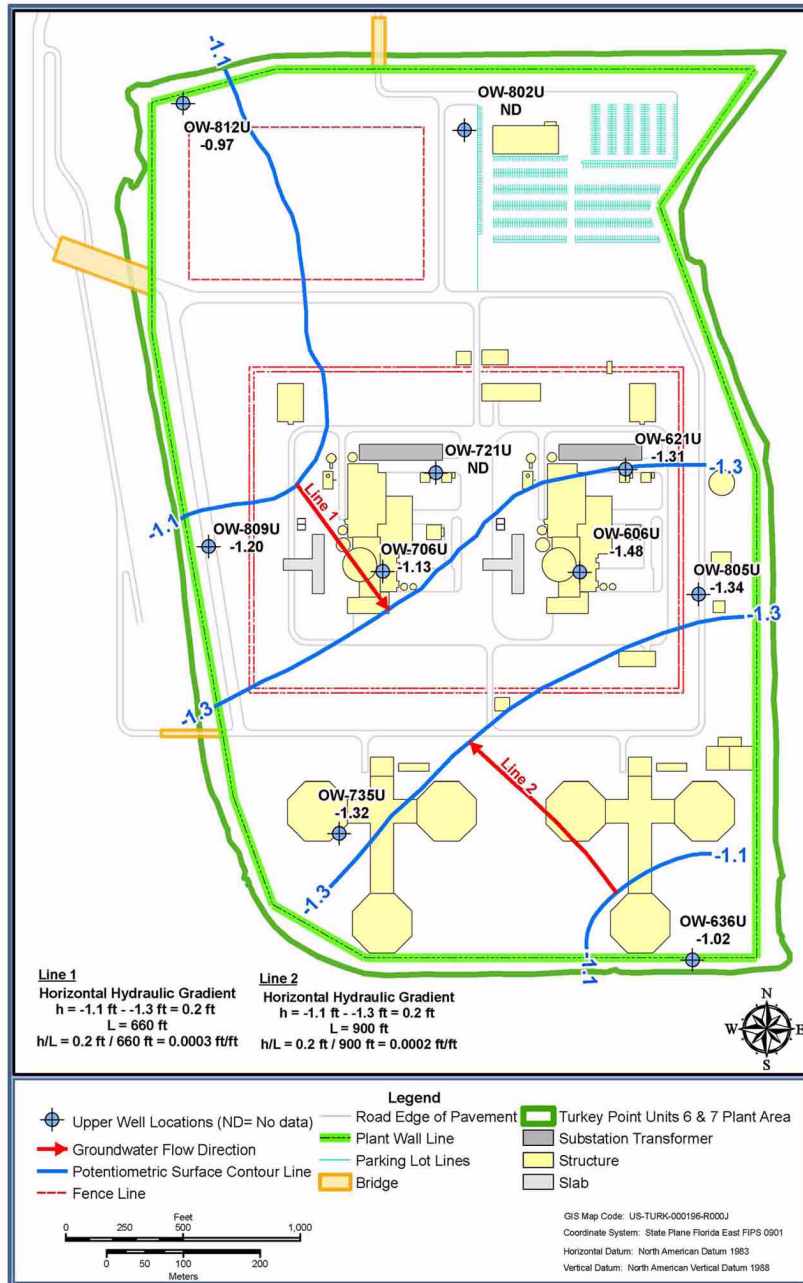 -1.1
OW-812U
-0.97
OW-802U
ND
OW-721U
ND
OW-621U
-1.31
-1.3
-1.1
OW-809U
-1.20
Line 1
OW-706U
-1.13
OW-606U
-1.48
OW-805U
-1.34
-1.3
-1.3
Line 2
OW-735U
-1.32
-1.3
-1.1
OW-636U
-1.02
-1.1
Line 1
Horizontal Hydraulic Gradient
h = -1.1 ft - -1.3 ft = 0.2 ft
L = 660 ft
h/L = 0.2 ft / 660 ft = 0.0003 ft/ft
Line 2
Horizontal Hydraulic Gradient
h = -1.1 ft - -1.3 ft = 0.2 ft
L = 900 ft
h/L = 0.2 ft / 900 ft = 0.0002 ft/ft
N
W E
S
Legend
Upper Well Locations (ND= No data)
Groundwater Flow Direction
Potentiometric Surface Contour Line
Fence Line
Road Edge of Pavement
Plant Wall Line
Parking Lot Lines
Bridge
Turkey Point Units 6 & 7 Plant Area
Substation Transformer
Structure
Slab
Feet
0 250 500 1,000
0 50 100 200
Meters
GIS Map Code: US-TURK-000196-R000J
Coordinate System: State Plane Florida East FIPS 0901
Horizontal Datum: North American Datum 1983
Vertical Datum: North American Vertical Datum 1988